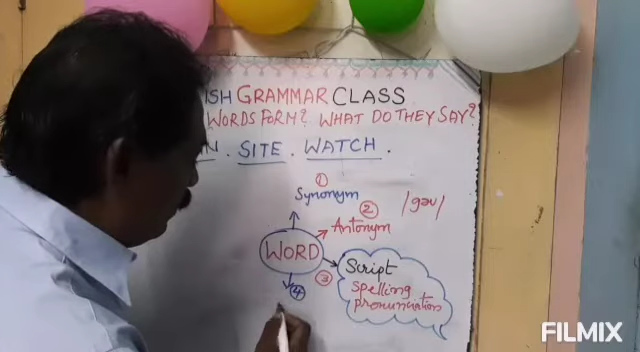 ISH GRAMMAR CLASS
WORDS FORM? WHAT DO THEY SAY?
N. SITE. WATCH.
1
Synonym
2
Antonym
/gəʊ/
WORD
3
Script
Spelling
pronunciation
4
FILMIX